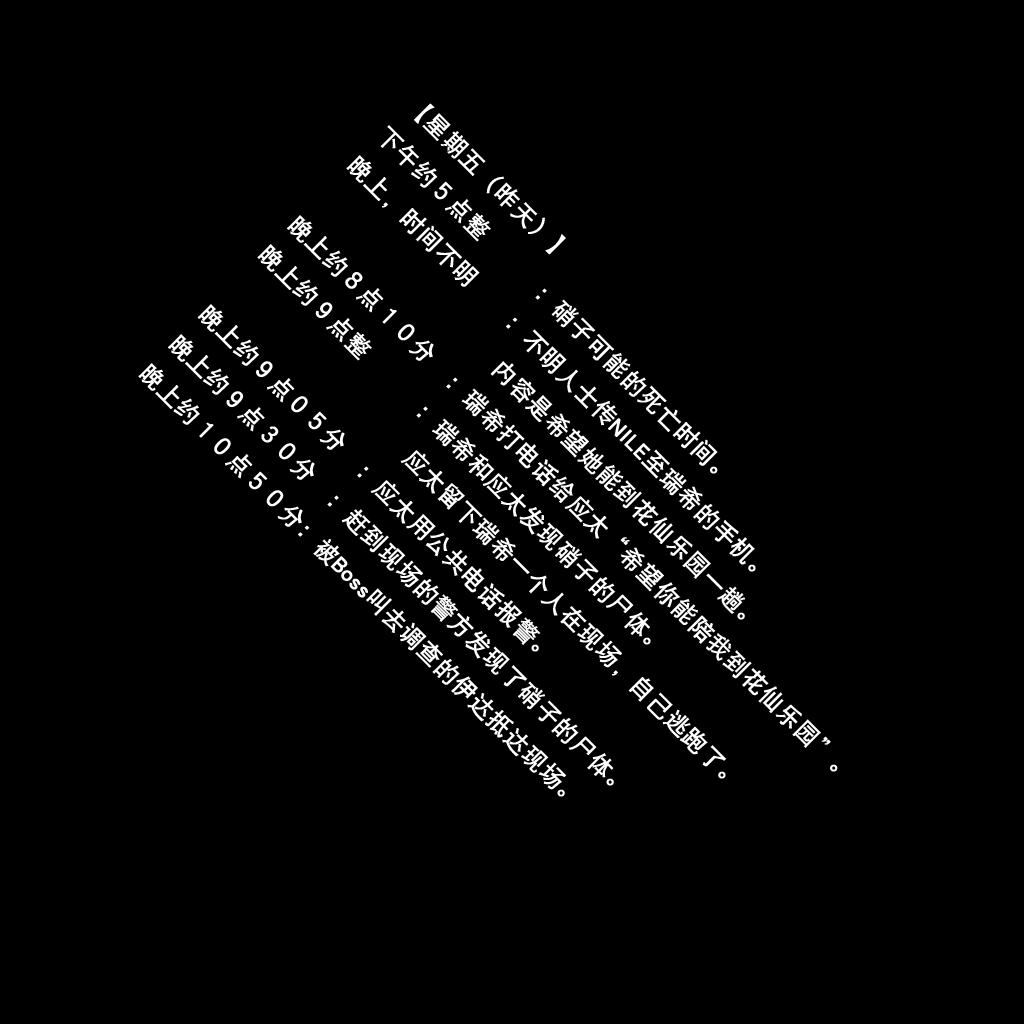 【星期五（昨天）】
下午约５点整　　：硝子可能的死亡时间。
晚上，时间不明　：不明人士传NILE至瑞希的手机。
内容是希望她能到花仙乐园一趟。
晚上约８点１０分：瑞希打电话给应太“希望你能陪我到花仙乐园”。
晚上约９点整　　：瑞希和应太发现硝子的尸体。
应太留下瑞希一个人在现场，自己逃跑了。
晚上约９点０５分：应太用公共电话报警。
晚上约９点３０分：赶到现场的警方发现了硝子的尸体。
晚上约１０点５０分：被Boss叫去调查的伊达抵达现场。